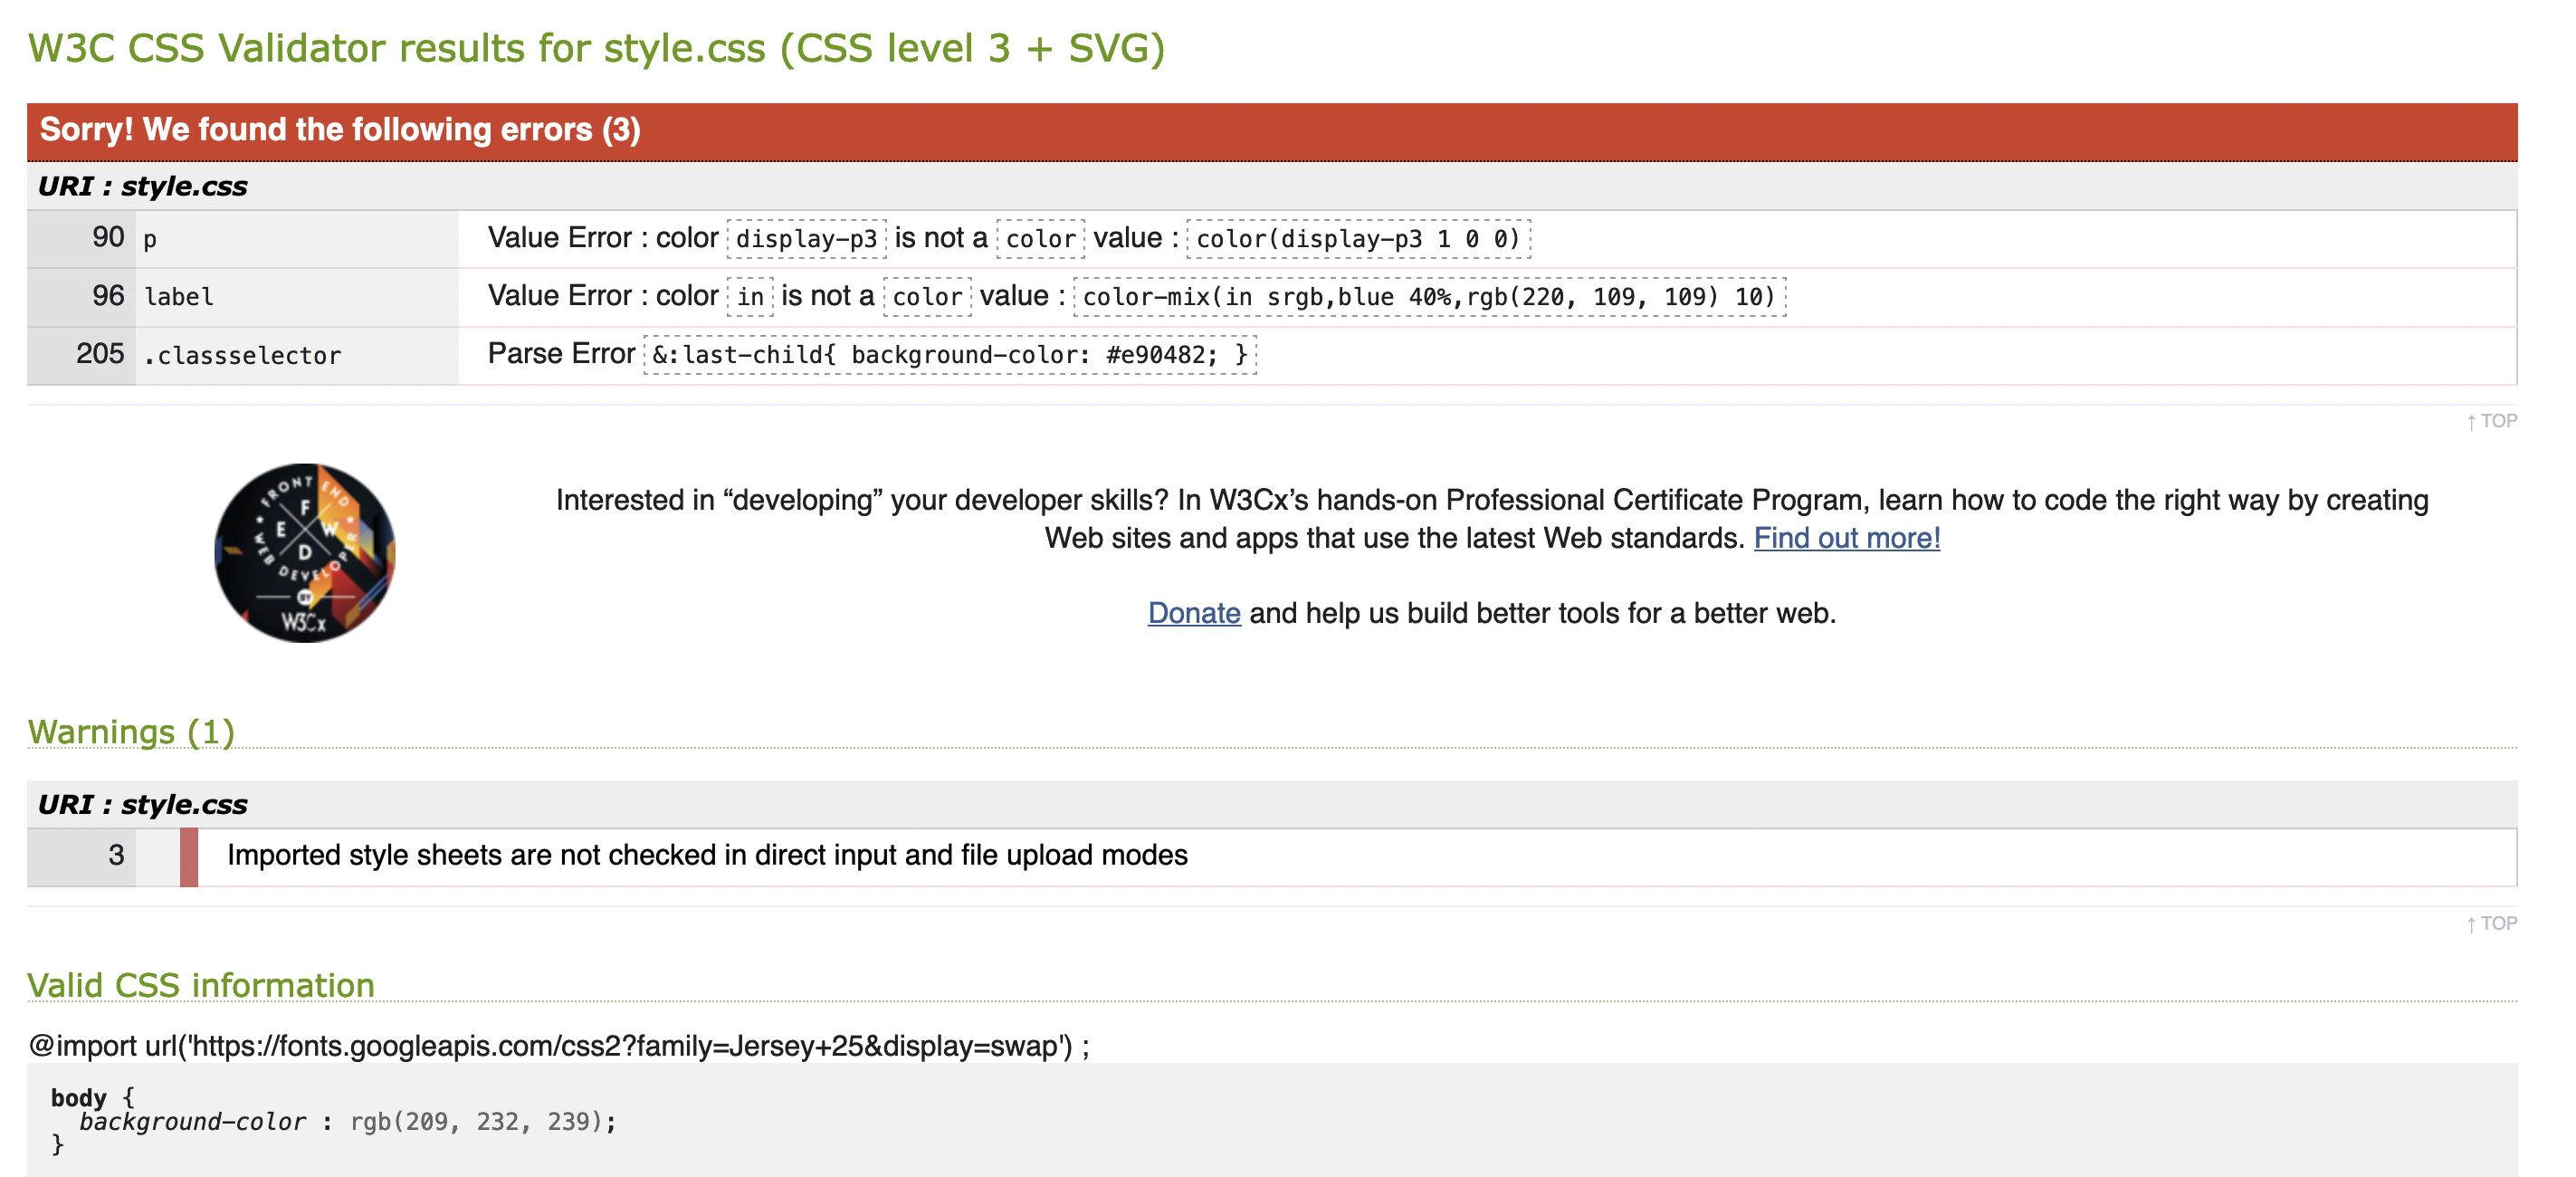 W3C CSS Validator results for style.css (CSS level 3 + SVG)
Sorry! We found the following errors (3)
URI : style.css
90 p Value Error : color display-p3 is not a color value : color(display-p3 1 0 0)
96 label Value Error : color in is not a color value : color-mix(in srgb,blue 40%,rgb(220, 109, 109) 10)
205 .classselector Parse Error &:last-child{ background-color: #e90482; }
↑ TOP
FRONT END
F
E W
D
WEB DEVELOPER
BY
W3Cx
Interested in “developing” your developer skills? In W3Cx’s hands-on Professional Certificate Program, learn how to code the right way by creating
Web sites and apps that use the latest Web standards. Find out more!
Donate and help us build better tools for a better web.
Warnings (1)
URI : style.css
3 Imported style sheets are not checked in direct input and file upload modes
↑ TOP
Valid CSS information
@import url('https://fonts.googleapis.com/css2?family=Jersey+25&display=swap') ;
body {
background-color : rgb(209, 232, 239);
}